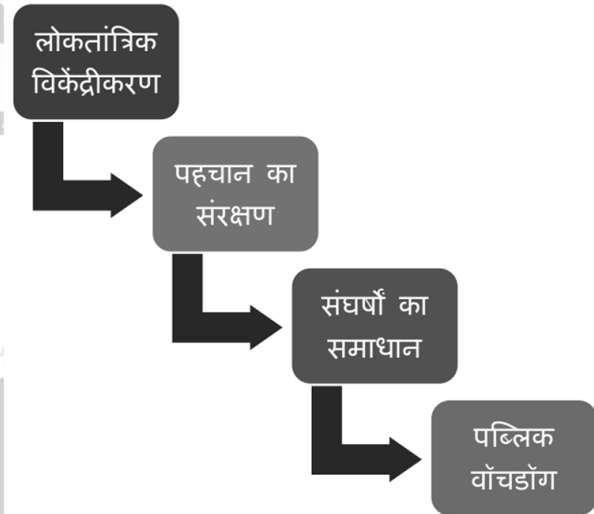 लोकतांत्रिक
विकेंद्रीकरण
पहचान का
संरक्षण
संघर्षों का
समाधान
पब्लिक
वॉचडॉग